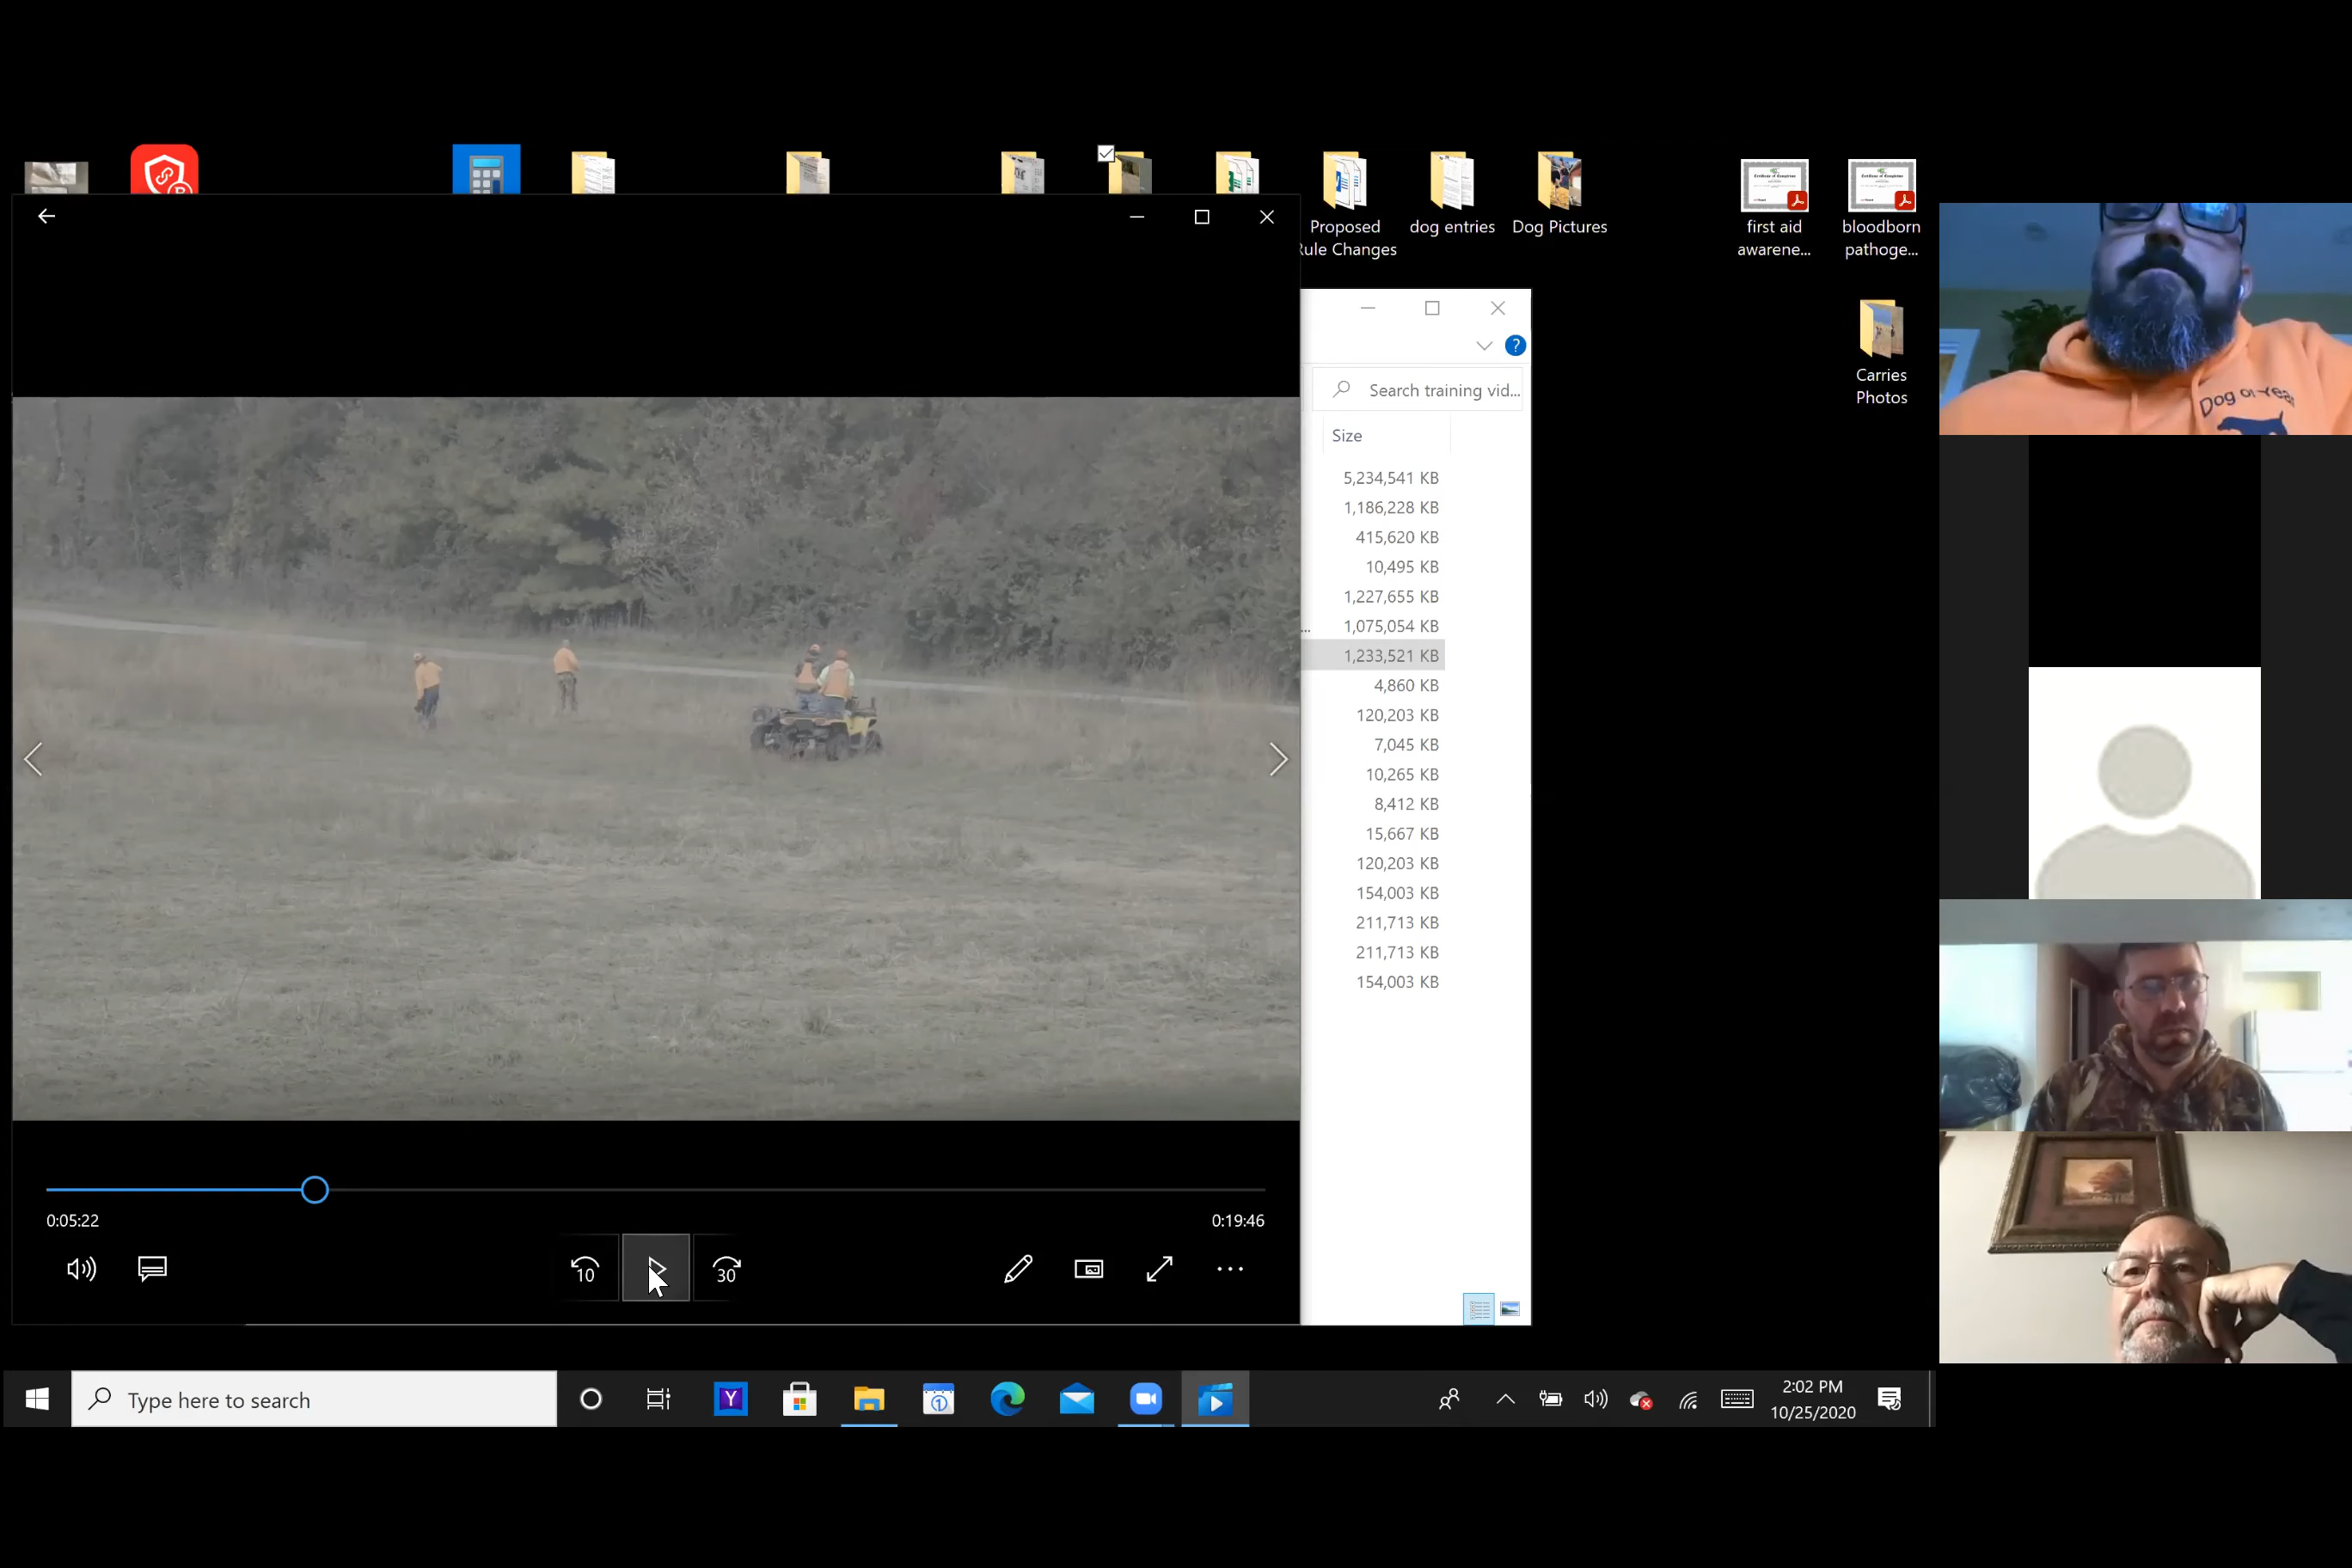 Proposed
Rule Changes
dog entries
Dog Pictures
first aid
awarene...
bloodborn
pathoge...
Carries
Photos
Dog of Year
?
Search training vid...
Size
5,234,541 KB
1,186,228 KB
415,620 KB
10,495 KB
1,227,655 KB
... 1,075,054 KB
1,233,521 KB
4,860 KB
120,203 KB
7,045 KB
10,265 KB
8,412 KB
15,667 KB
120,203 KB
154,003 KB
211,713 KB
211,713 KB
154,003 KB
0:05:22
0:19:46
10
30
Type here to search
Y
1
2:02 PM
10/25/2020